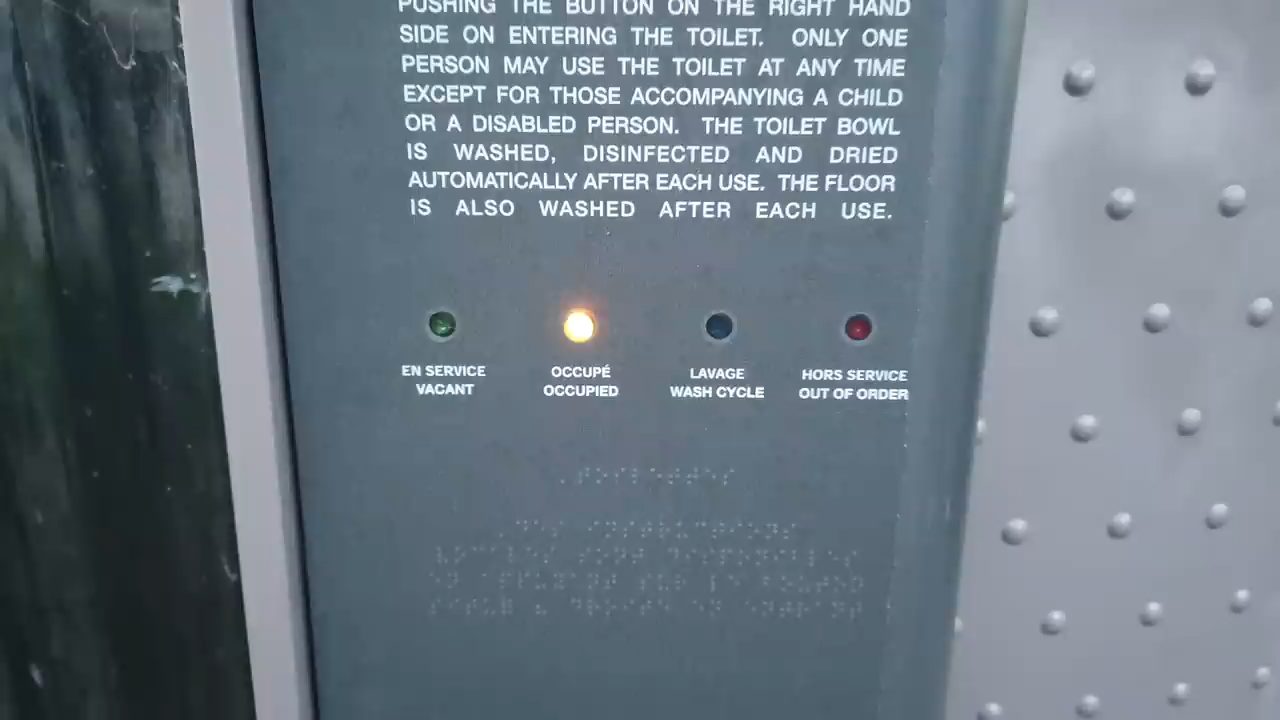 PUSHING THE BUTTON ON THE RIGHT HAND
SIDE ON ENTERING THE TOILET. ONLY ONE
PERSON MAY USE THE TOILET AT ANY TIME
EXCEPT FOR THOSE ACCOMPANYING A CHILD
OR A DISABLED PERSON. THE TOILET BOWL
IS WASHED, DISINFECTED AND DRIED
AUTOMATICALLY AFTER EACH USE. THE FLOOR
IS ALSO WASHED AFTER EACH USE.
EN SERVICE
VACANT
OCCUPÉ
OCCUPIED
LAVAGE
WASH CYCLE
HORS SERVICE
OUT OF ORDER